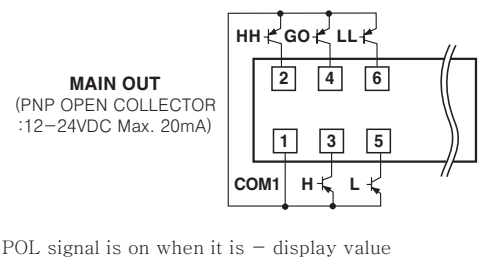 HH GO LL
2 4 6
MAIN OUT
(PNP OPEN COLLECTOR
:12-24VDC Max. 20mA)
1 3 5
COM1 H L
POL signal is on when it is - display value